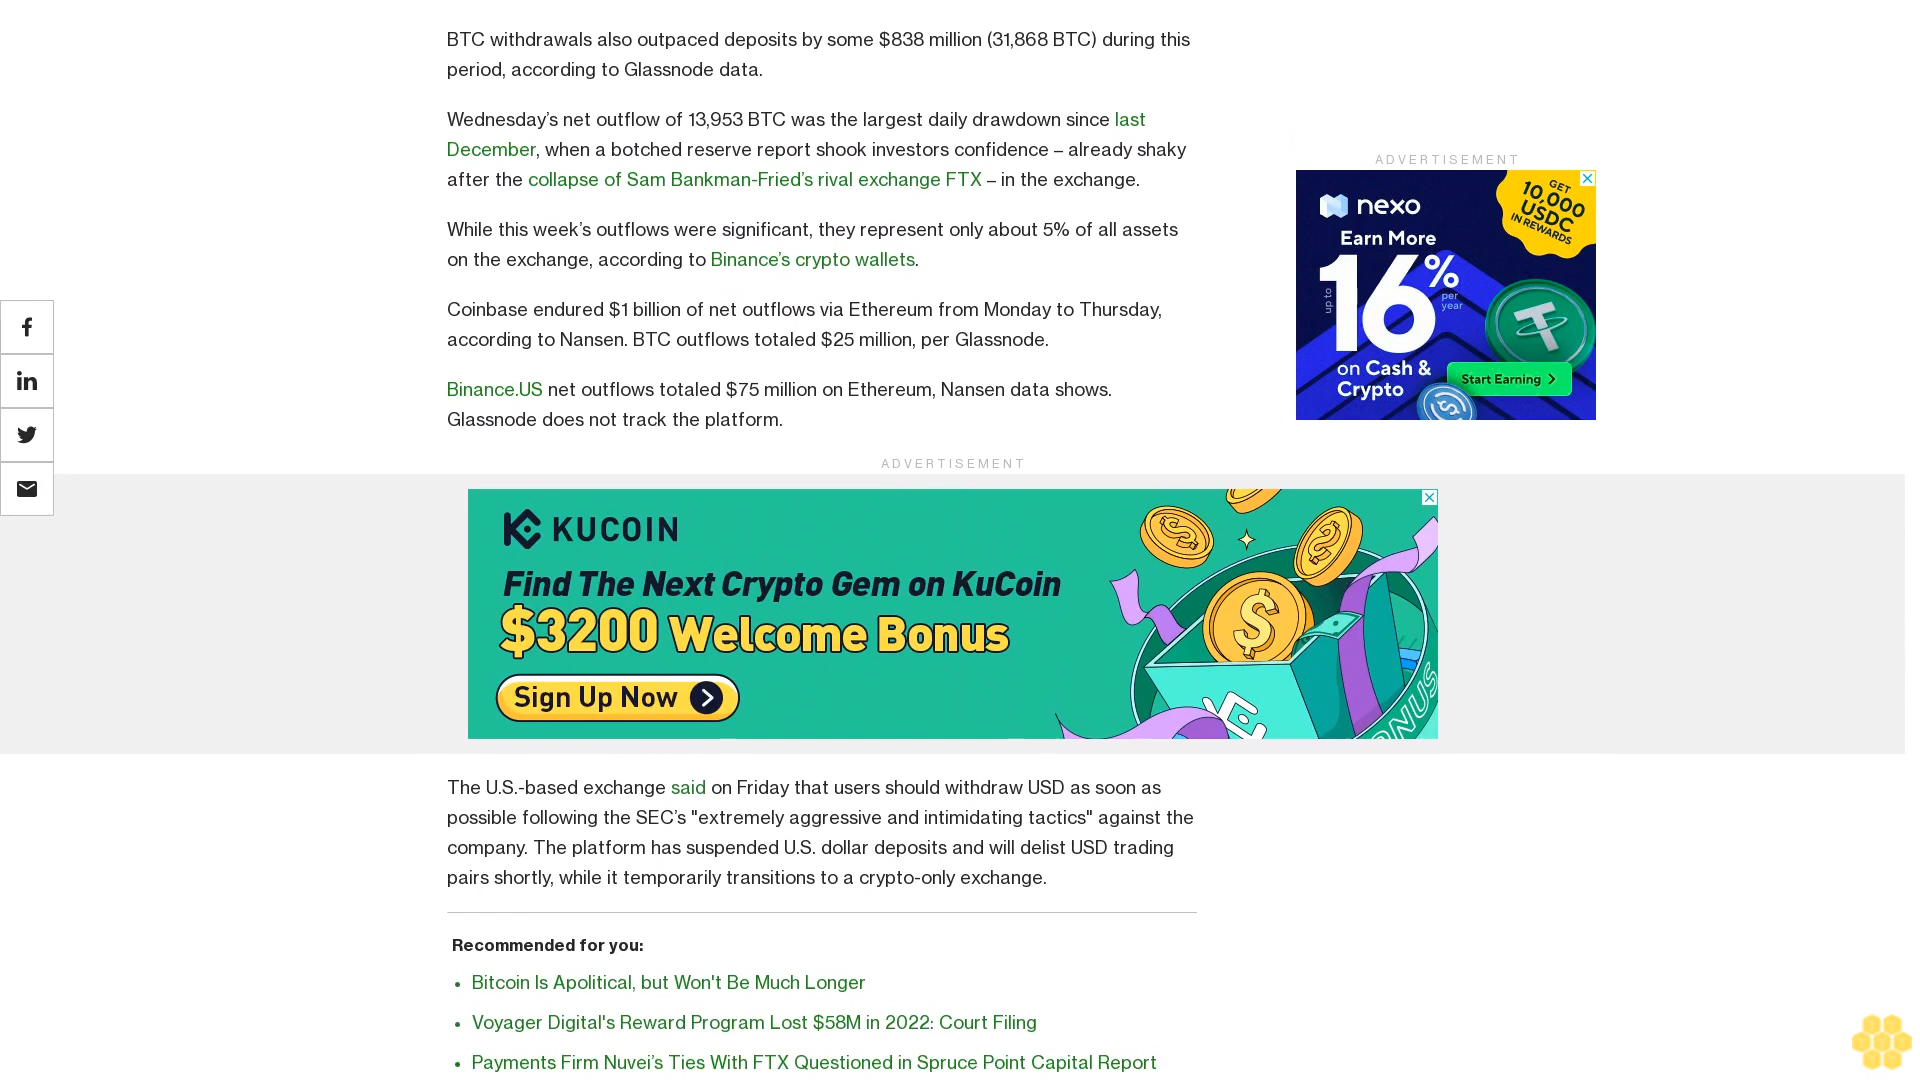 BTC withdrawals also outpaced deposits by some $838 million (31,868 BTC) during this
period, according to Glassnode data.
Wednesday’s net outflow of 13,953 BTC was the largest daily drawdown since last
December, when a botched reserve report shook investors confidence – already shaky
after the collapse of Sam Bankman-Fried’s rival exchange FTX – in the exchange.
While this week’s outflows were significant, they represent only about 5% of all assets
on the exchange, according to Binance’s crypto wallets.
Coinbase endured $1 billion of net outflows via Ethereum from Monday to Thursday,
according to Nansen. BTC outflows totaled $25 million, per Glassnode.
Binance.US net outflows totaled $75 million on Ethereum, Nansen data shows.
Glassnode does not track the platform.
ADVERTISEMENT
nexo
GET
10,000
USDC
IN REWARDS
Earn More
up to
16%
per
year
on Cash &
Crypto
Start Earning
ADVERTISEMENT
KUCOIN
Find The Next Crypto Gem on KuCoin
$3200 Welcome Bonus
Sign Up Now
BONUS
The U.S.-based exchange said on Friday that users should withdraw USD as soon as
possible following the SEC’s "extremely aggressive and intimidating tactics" against the
company. The platform has suspended U.S. dollar deposits and will delist USD trading
pairs shortly, while it temporarily transitions to a crypto-only exchange.
Recommended for you:
• Bitcoin Is Apolitical, but Won't Be Much Longer
• Voyager Digital's Reward Program Lost $58M in 2022: Court Filing
• Payments Firm Nuvei’s Ties With FTX Questioned in Spruce Point Capital Report